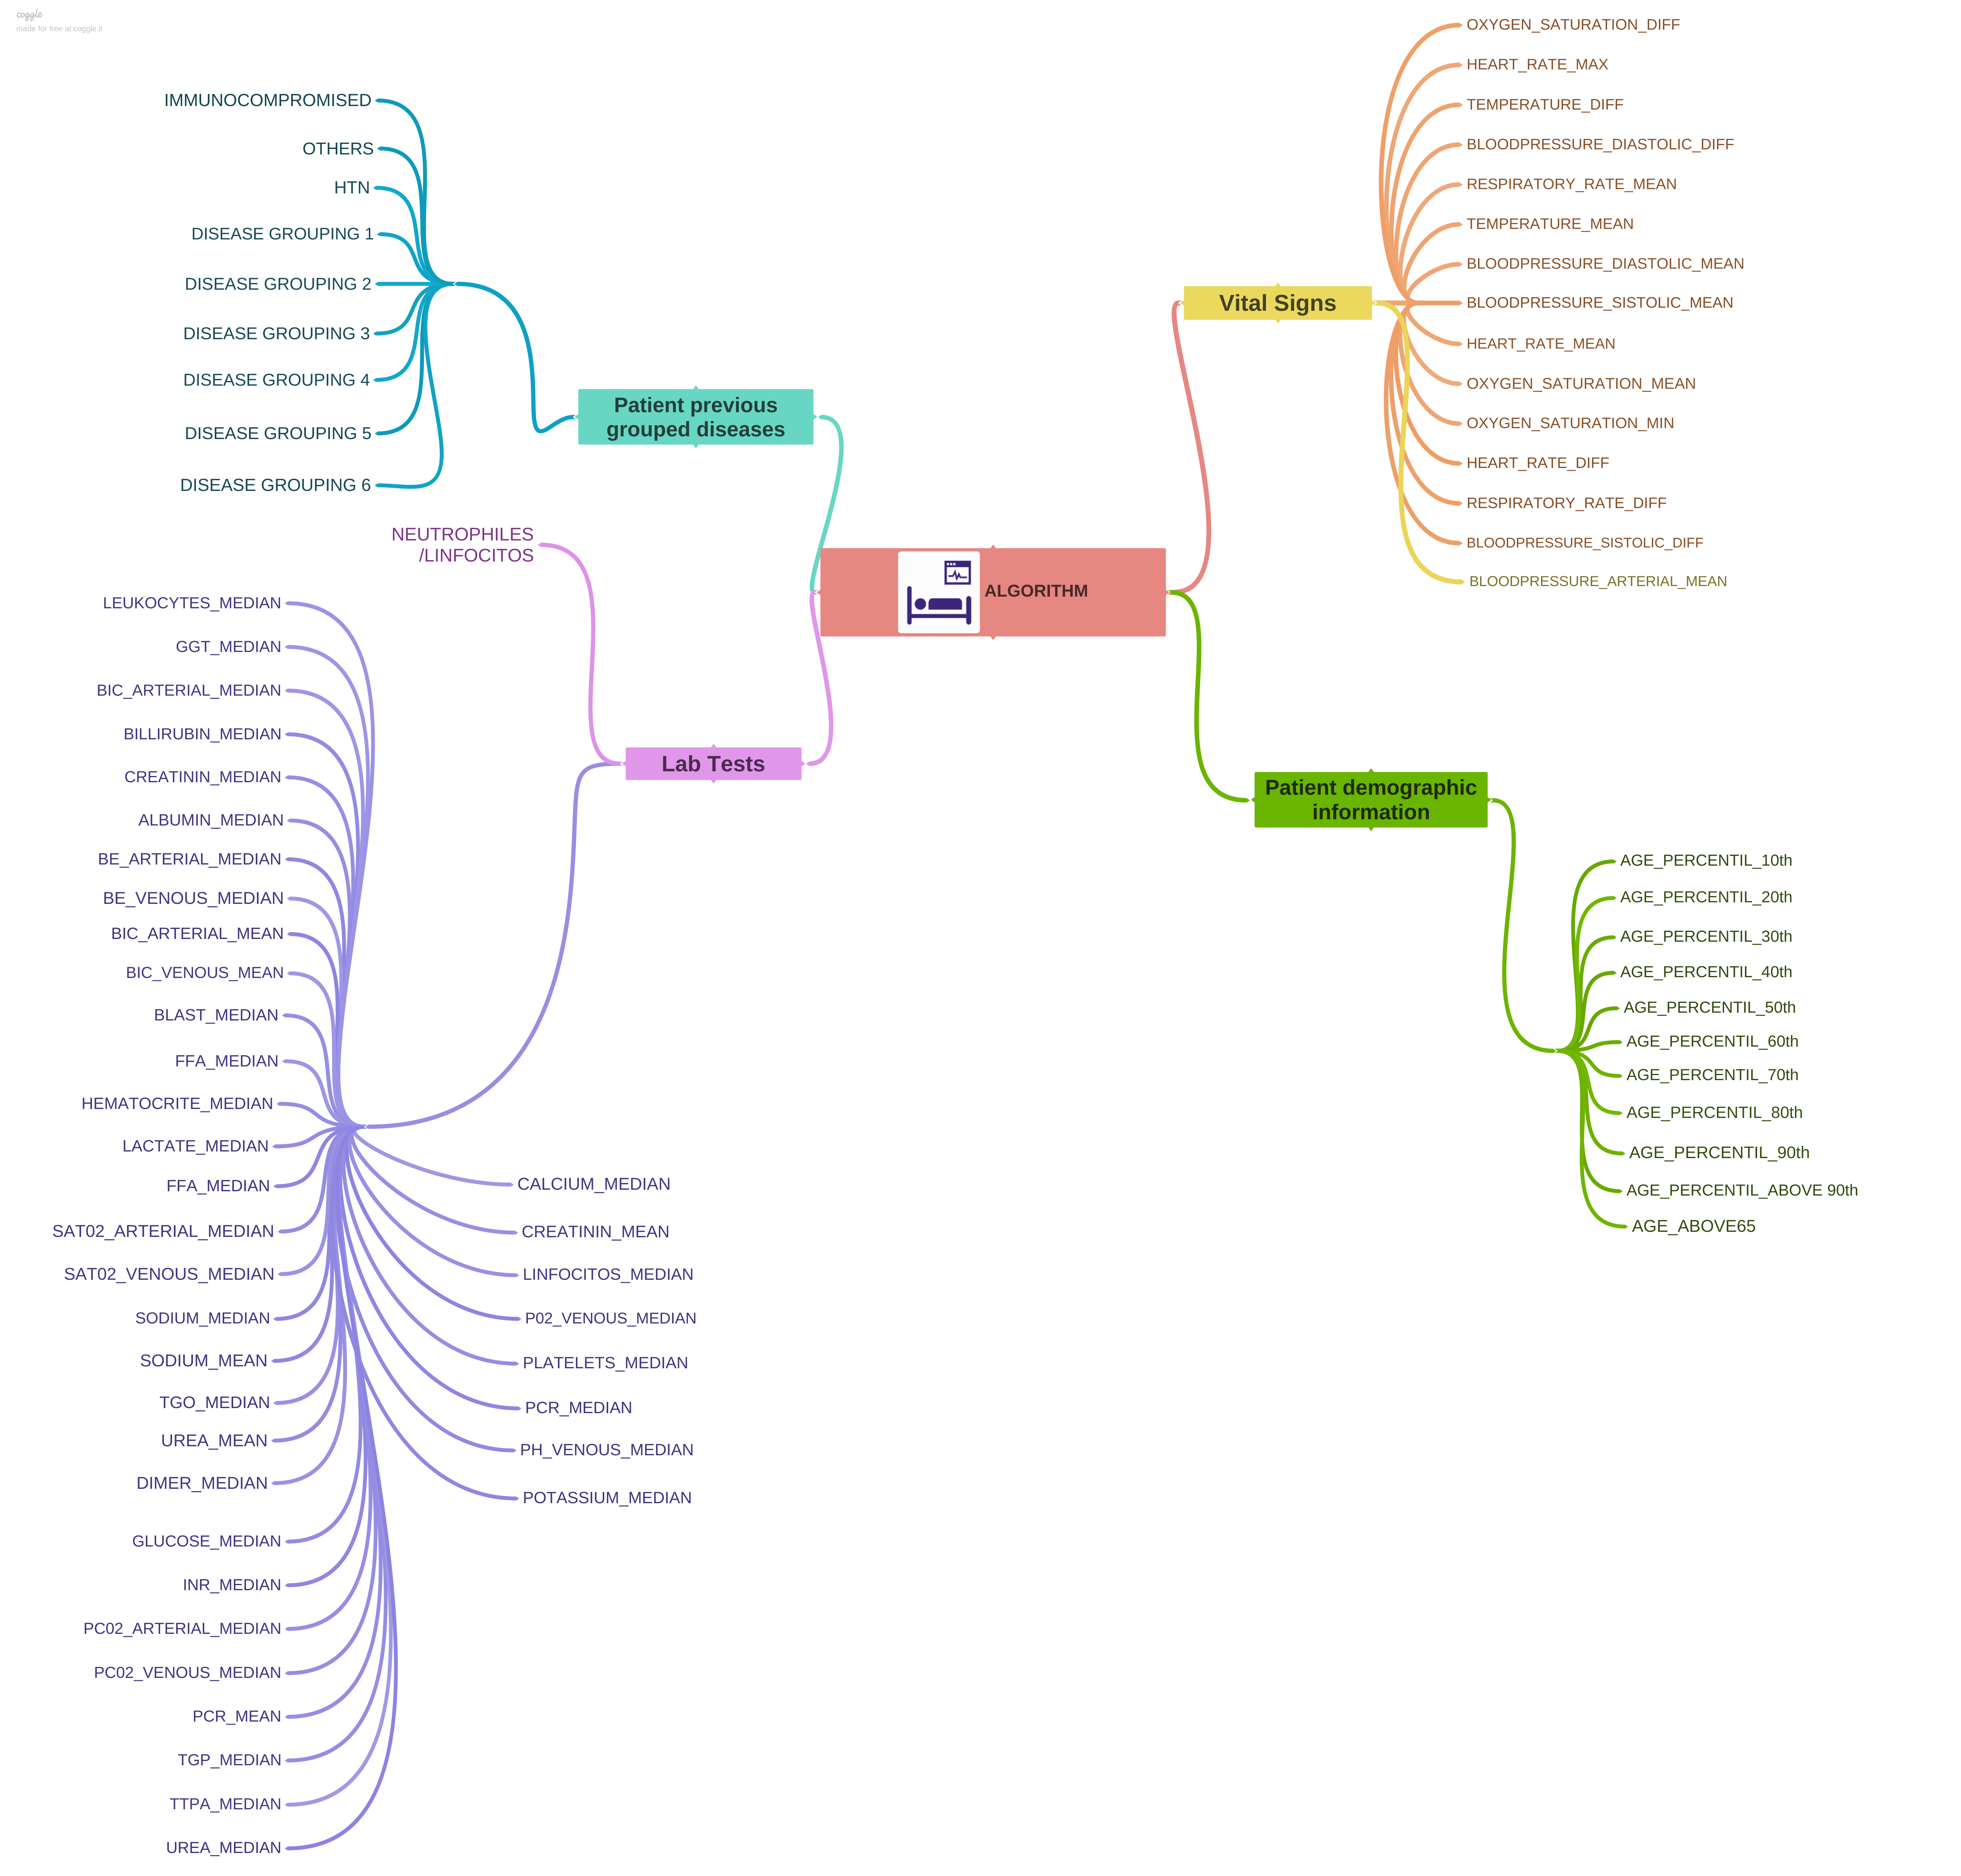 coggle
made for free at coggle.it
IMMUNOCOMPROMISED
OTHERS
HTN
DISEASE GROUPING 1
DISEASE GROUPING 2
DISEASE GROUPING 3
DISEASE GROUPING 4
DISEASE GROUPING 5
DISEASE GROUPING 6
Patient previous
grouped diseases
NEUTROPHILES
/LINFOCITOS
LEUKOCYTES_MEDIAN
GGT_MEDIAN
BIC_ARTERIAL_MEDIAN
BILLIRUBIN_MEDIAN
CREATININ_MEDIAN
ALBUMIN_MEDIAN
BE_ARTERIAL_MEDIAN
BE_VENOUS_MEDIAN
BIC_ARTERIAL_MEAN
BIC_VENOUS_MEAN
BLAST_MEDIAN
FFA_MEDIAN
HEMATOCRITE_MEDIAN
LACTATE_MEDIAN
FFA_MEDIAN
SAT02_ARTERIAL_MEDIAN
SAT02_VENOUS_MEDIAN
SODIUM_MEDIAN
SODIUM_MEAN
TGO_MEDIAN
UREA_MEAN
DIMER_MEDIAN
GLUCOSE_MEDIAN
INR_MEDIAN
PC02_ARTERIAL_MEDIAN
PC02_VENOUS_MEDIAN
PCR_MEAN
TGP_MEDIAN
TTPA_MEDIAN
UREA_MEDIAN
CALCIUM_MEDIAN
CREATININ_MEAN
LINFOCITOS_MEDIAN
P02_VENOUS_MEDIAN
PLATELETS_MEDIAN
PCR_MEDIAN
PH_VENOUS_MEDIAN
POTASSIUM_MEDIAN
Lab Tests
ALGORITHM
Vital Signs
OXYGEN_SATURATION_DIFF
HEART_RATE_MAX
TEMPERATURE_DIFF
BLOODPRESSURE_DIASTOLIC_DIFF
RESPIRATORY_RATE_MEAN
TEMPERATURE_MEAN
BLOODPRESSURE_DIASTOLIC_MEAN
BLOODPRESSURE_SISTOLIC_MEAN
HEART_RATE_MEAN
OXYGEN_SATURATION_MEAN
OXYGEN_SATURATION_MIN
HEART_RATE_DIFF
RESPIRATORY_RATE_DIFF
BLOODPRESSURE_SISTOLIC_DIFF
BLOODPRESSURE_ARTERIAL_MEAN
Patient demographic
information
AGE_PERCENTIL_10th
AGE_PERCENTIL_20th
AGE_PERCENTIL_30th
AGE_PERCENTIL_40th
AGE_PERCENTIL_50th
AGE_PERCENTIL_60th
AGE_PERCENTIL_70th
AGE_PERCENTIL_80th
AGE_PERCENTIL_90th
AGE_PERCENTIL_ABOVE 90th
AGE_ABOVE65